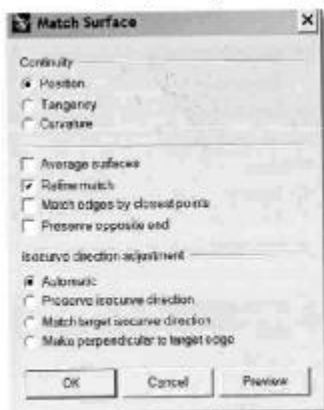 Match Surface
Continuity
Position
Tangency
Curvature
Average surfaces
Refine match
Match edges by closest points
Preserve opposite end
Isocurve direction adjustment
Automatic
Preserve isocurve direction
Match target isocurve direction
Make perpendicular to target edge
OK Cancel Preview